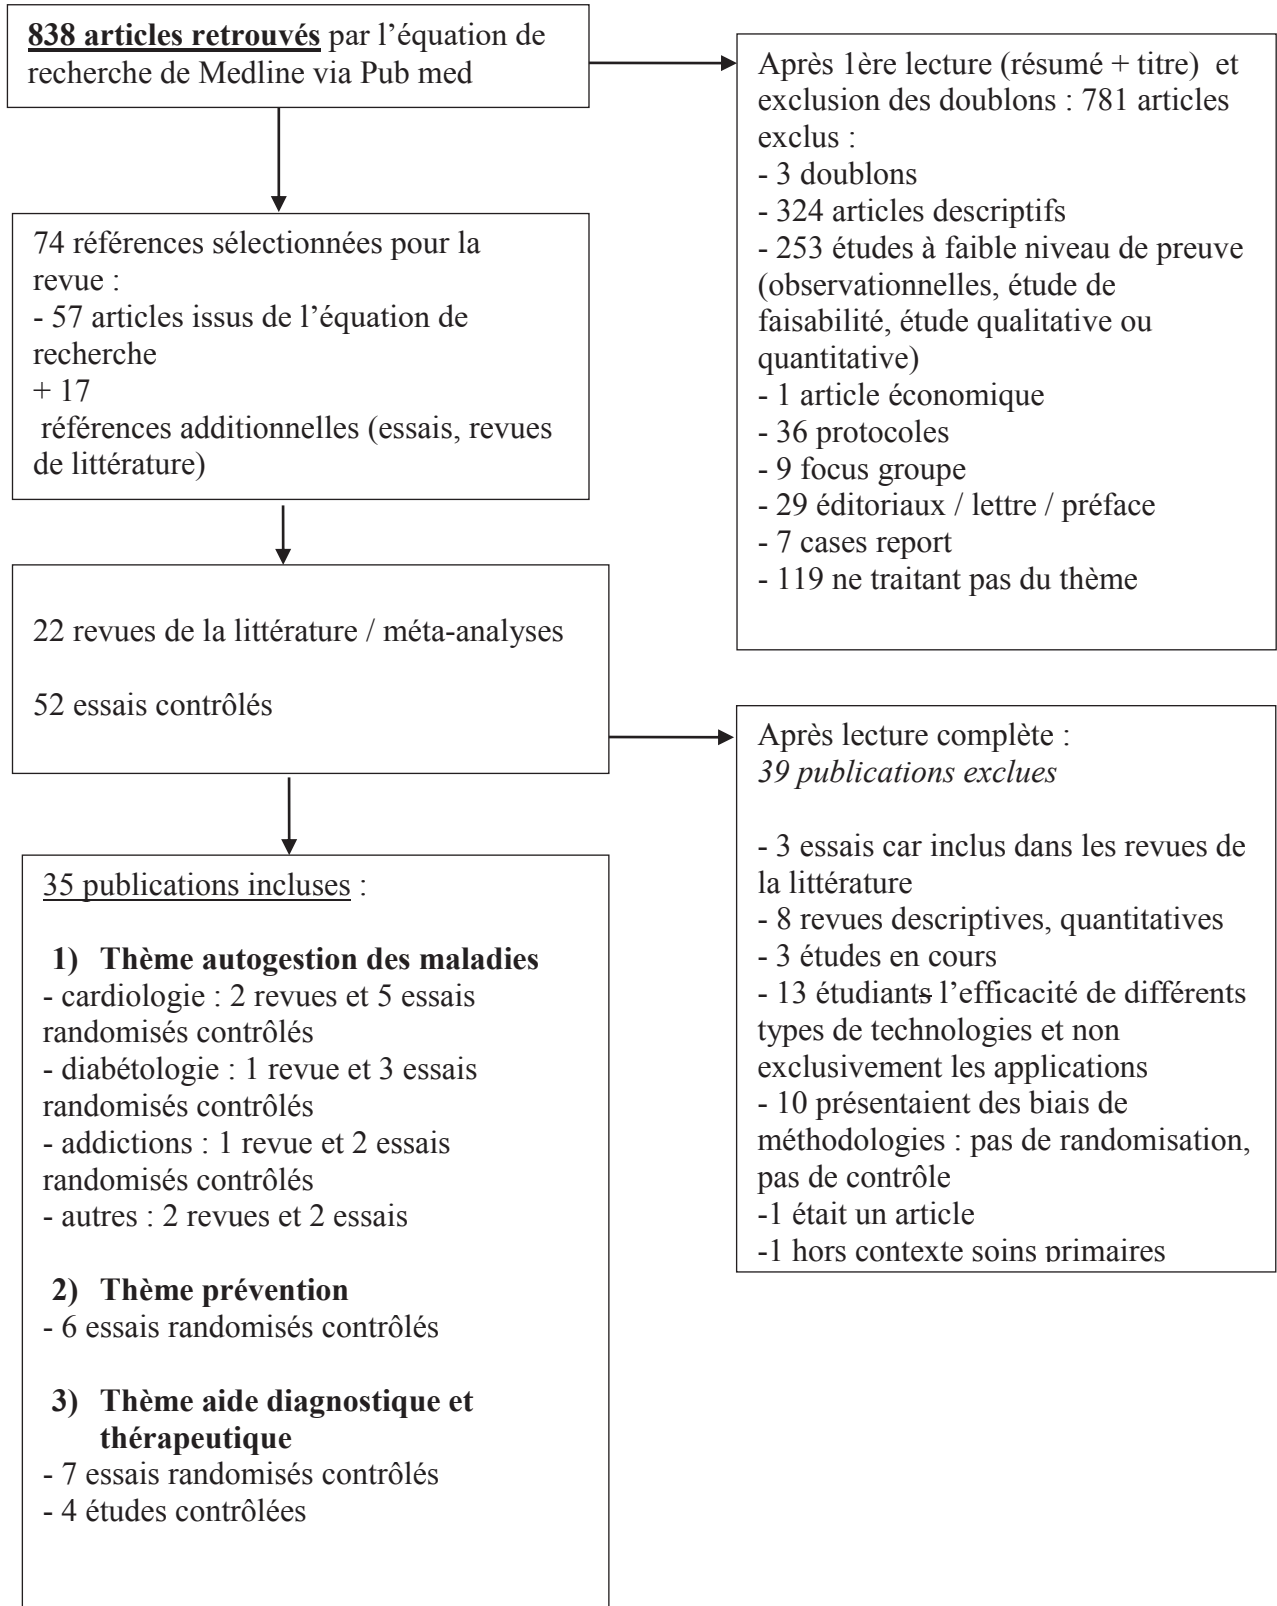 838 articles retrouvés par l’équation de
recherche de Medline via Pub med
Après 1ère lecture (résumé + titre) et
exclusion des doublons : 781 articles
exclus :
- 3 doublons
- 324 articles descriptifs
- 253 études à faible niveau de preuve
(observationnelles, étude de
faisabilité, étude qualitative ou
quantitative)
- 1 article économique
- 36 protocoles
- 9 focus groupe
- 29 éditoriaux / lettre / préface
- 7 cases report
- 119 ne traitant pas du thème
74 références sélectionnées pour la
revue :
- 57 articles issus de l’équation de
recherche
+ 17
références additionnelles (essais, revues
de littérature)
22 revues de la littérature / méta-analyses
52 essais contrôlés
Après lecture complète :
39 publications exclues
- 3 essais car inclus dans les revues de
la littérature
- 8 revues descriptives, quantitatives
- 3 études en cours
- 13 étudiants l’efficacité de différents
types de technologies et non
exclusivement les applications
- 10 présentaient des biais de
méthodologies : pas de randomisation,
pas de contrôle
-1 était un article
-1 hors contexte soins primaires
35 publications incluses :
1) Thème autogestion des maladies
- cardiologie : 2 revues et 5 essais
randomisés contrôlés
- diabétologie : 1 revue et 3 essais
randomisés contrôlés
- addictions : 1 revue et 2 essais
randomisés contrôlés
- autres : 2 revues et 2 essais
2) Thème prévention
- 6 essais randomisés contrôlés
3) Thème aide diagnostique et
thérapeutique
- 7 essais randomisés contrôlés
- 4 études contrôlées